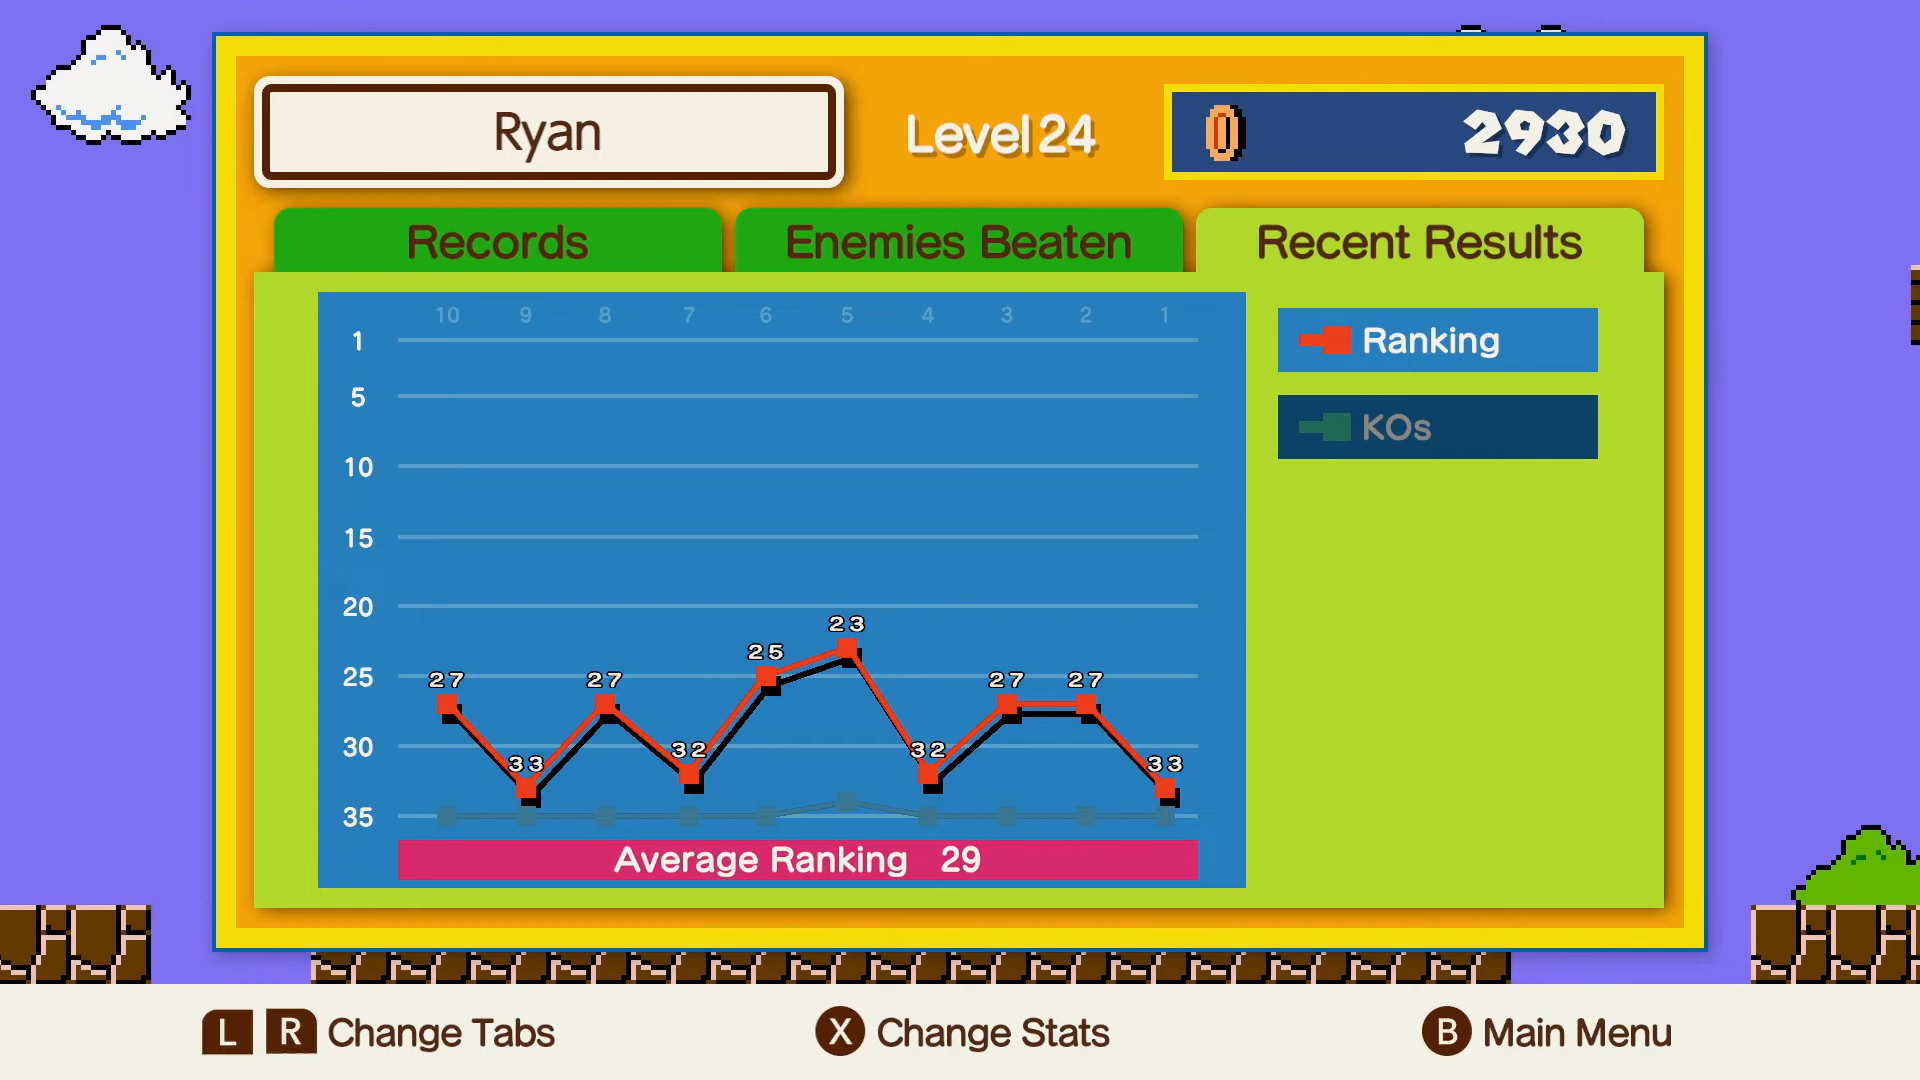 Ryan
Level 24
2930
Records
Enemies Beaten
Recent Results
10 9 8 7 6 5 4 3 2 1
1
5
10
15
20
25
30
35
27 33 27 32 25 23 32 27 27 33
Average Ranking 29
Ranking
KOs
L R Change Tabs
X Change Stats
B Main Menu